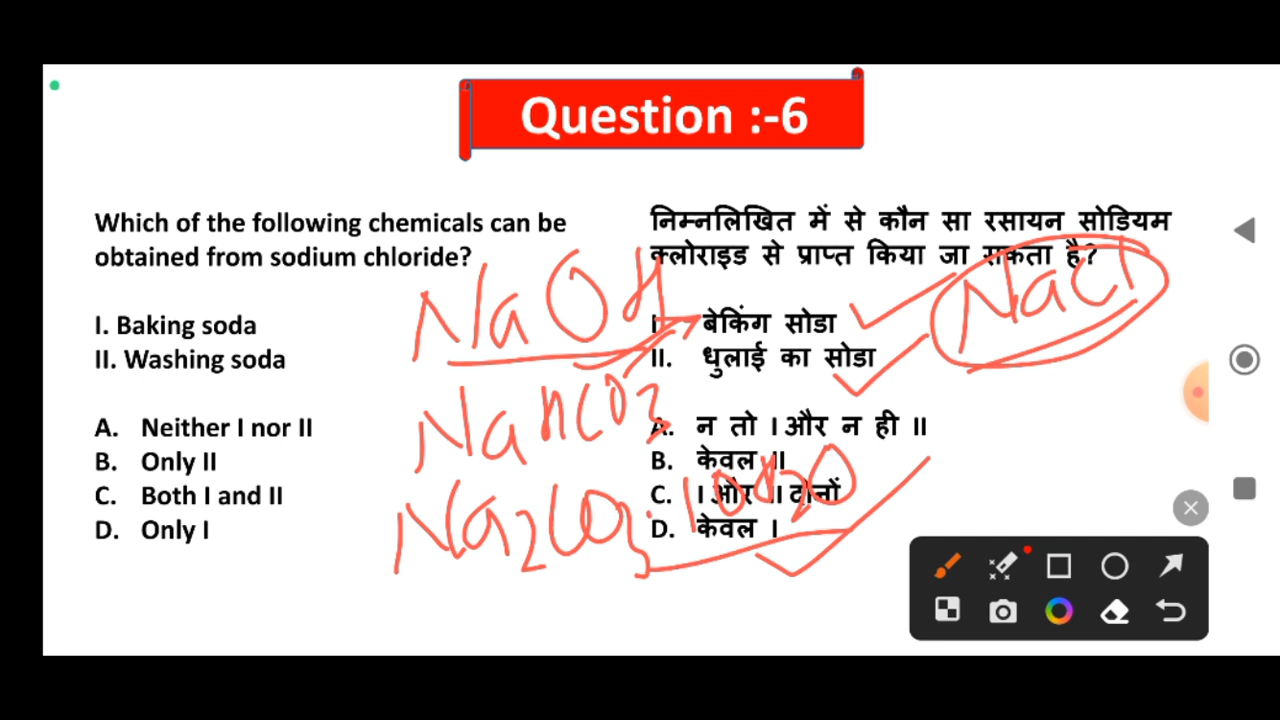 Question :-6
Which of the following chemicals can be
obtained from sodium chloride?
I. Baking soda
II. Washing soda
A. Neither I nor II
B. Only II
C. Both I and II
D. Only I
निम्नलिखित में से कौन सा रसायन सोडियम
क्लोराइड से प्राप्त किया जा सकता है?
I. बेकिंग सोडा
II. धुलाई का सोडा
A. न तो I और न ही II
B. केवल II
C. I और II दोनों
D. केवल I
NaCl
NaOH
NaHCO3
Na2CO3.10H2O